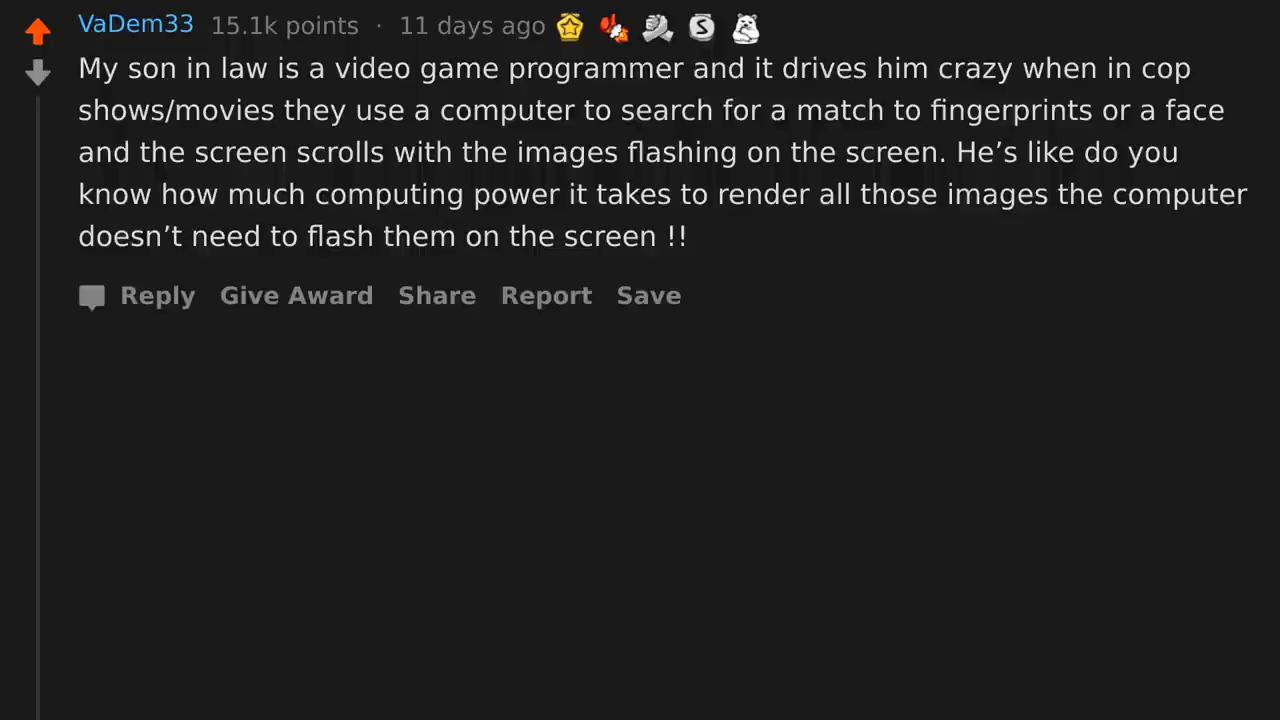 VaDem33 15.1k points · 11 days ago
My son in law is a video game programmer and it drives him crazy when in cop
shows/movies they use a computer to search for a match to fingerprints or a face
and the screen scrolls with the images flashing on the screen. He’s like do you
know how much computing power it takes to render all those images the computer
doesn’t need to flash them on the screen !!
Reply Give Award Share Report Save